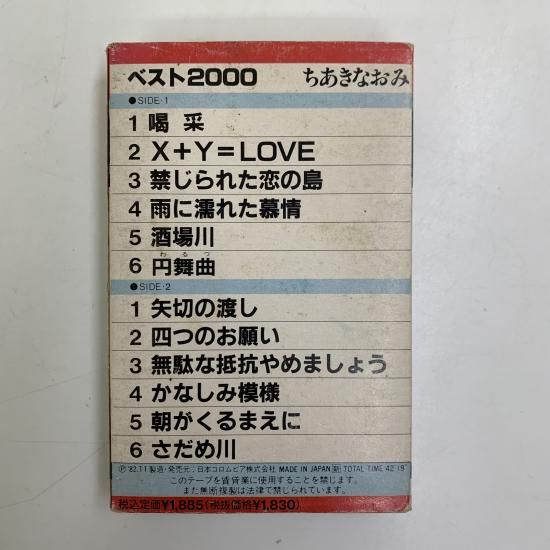 ベスト2000 ちあきなおみ
●SIDE・1
1 喝采
2 X+Y=LOVE
3 禁じられた恋の島
4 雨に濡れた慕情
5 酒場川
わるつ
6 円舞曲
●SIDE・2
1 矢切の渡し
2 四つのお願い
3 無駄な抵抗やめましょう
4 かなしみ模様
5 朝がくるまえに
6 さだめ川
Ⓟ'82.11 製造・発売元:日本コロムビア株式会社 MADE IN JAPAN 新 TOTAL TIME 42'19"
このテープを賃貸業に使用することを禁じます。
また無断複製は法律で禁じられています。
税込定価¥1,885(税抜価格¥1,830)